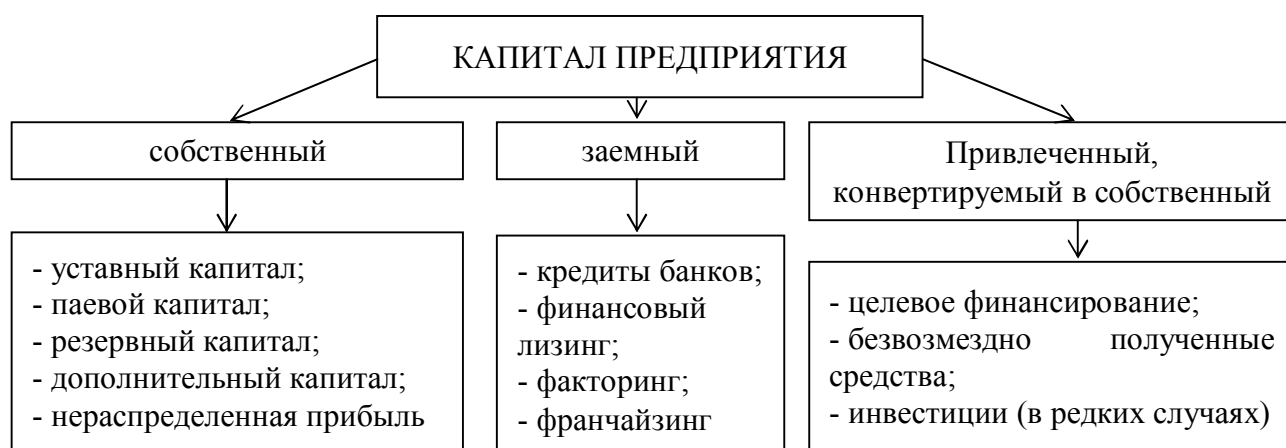 КАПИТАЛ ПРЕДПРИЯТИЯ
собственный
заемный
Привлеченный,
конвертируемый в собственный
- уставный капитал;
- паевой капитал;
- резервный капитал;
- дополнительный капитал;
- нераспределенная прибыль
- кредиты банков;
- финансовый
лизинг;
- факторинг;
- франчайзинг
- целевое финансирование;
- безвозмездно полученные
средства;
- инвестиции (в редких случаях)